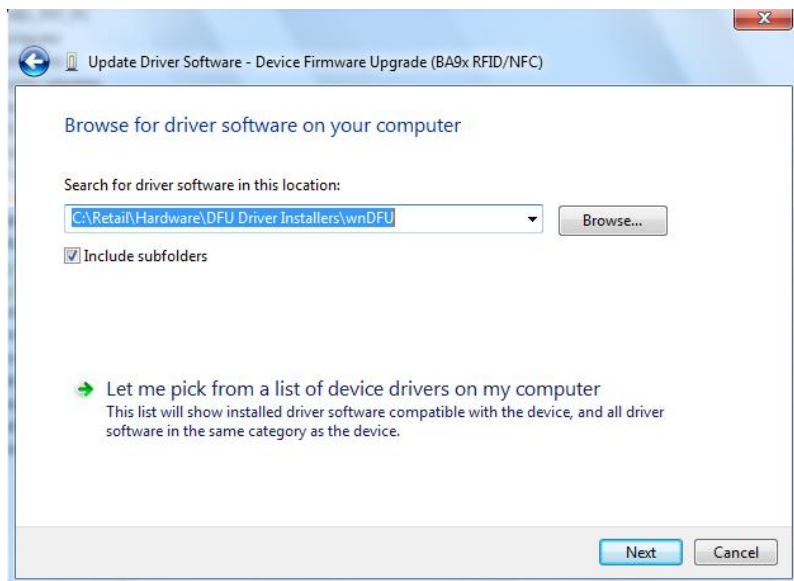 Update Driver Software - Device Firmware Upgrade (BA9x RFID/NFC)
Browse for driver software on your computer
Search for driver software in this location:
C:\Retail\Hardware\DFU Driver Installers\wnDFU
Browse...
Include subfolders
Let me pick from a list of device drivers on my computer
This list will show installed driver software compatible with the device, and all driver
software in the same category as the device.
Next
Cancel